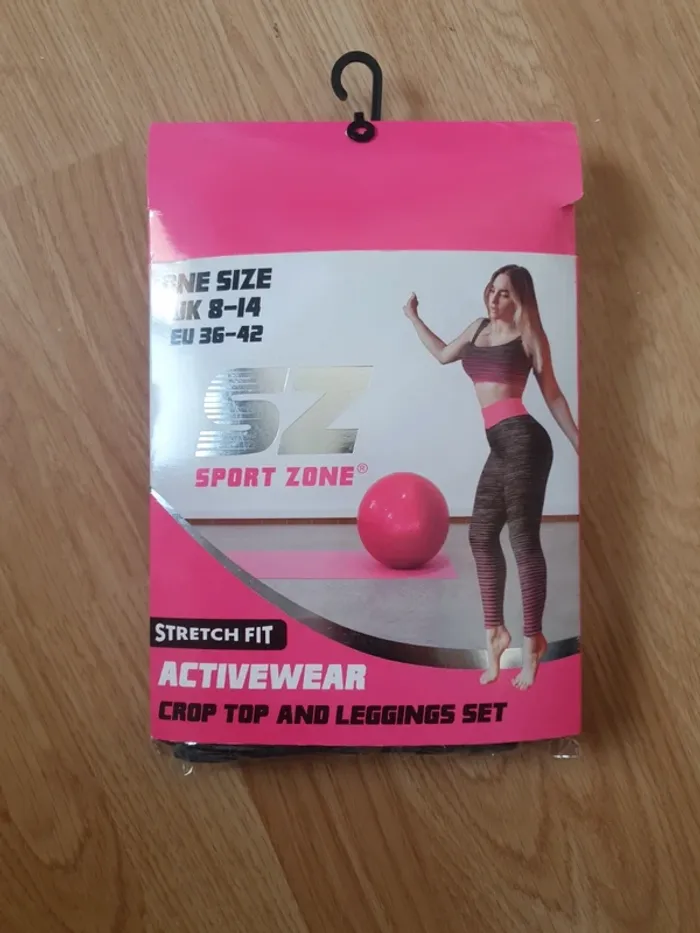 ONE SIZE
UK 8-14
EU 36-42
SZ
SPORT ZONE®
STRETCH FIT
ACTIVEWEAR
CROP TOP AND LEGGINGS SET